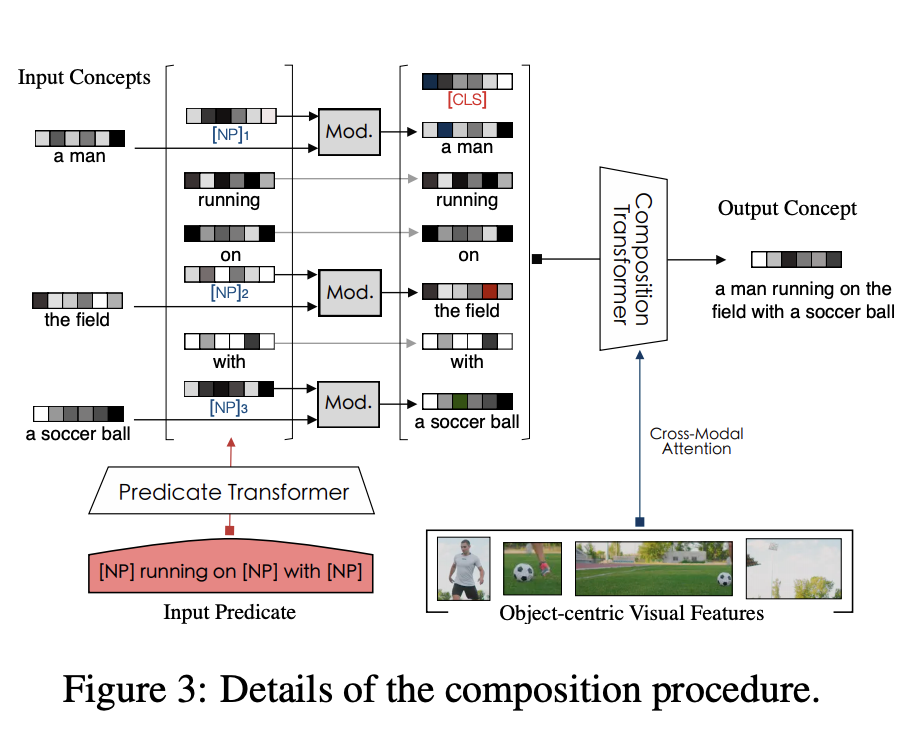 Input Concepts
a man
the field
a soccer ball
[NP]1
running
on
[NP]2
with
[NP]3
Mod.
Mod.
Mod.
[CLS]
a man
running
on
the field
with
a soccer ball
Composition
Transformer
Output Concept
a man running on the
field with a soccer ball
Cross-Modal
Attention
Predicate Transformer
[NP] running on [NP] with [NP]
Input Predicate
Object-centric Visual Features
Figure 3: Details of the composition procedure.